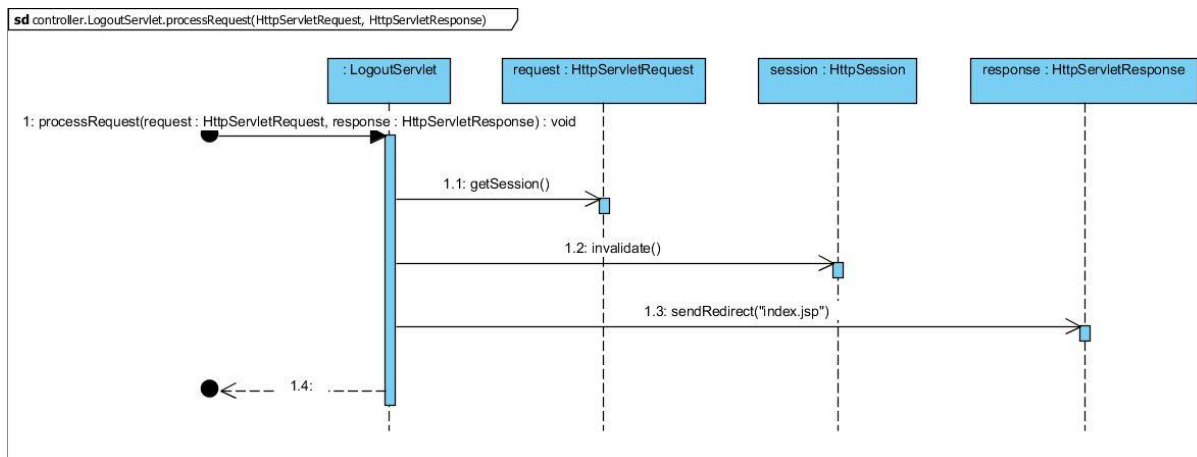 sd controller.LogoutServlet.processRequest(HttpServletRequest, HttpServletResponse)
: LogoutServlet
request : HttpServletRequest
session : HttpSession
response : HttpServletResponse
1: processRequest(request : HttpServletRequest, response : HttpServletResponse) : void
1.1: getSession()
1.2: invalidate()
1.3: sendRedirect("index.jsp")
1.4: